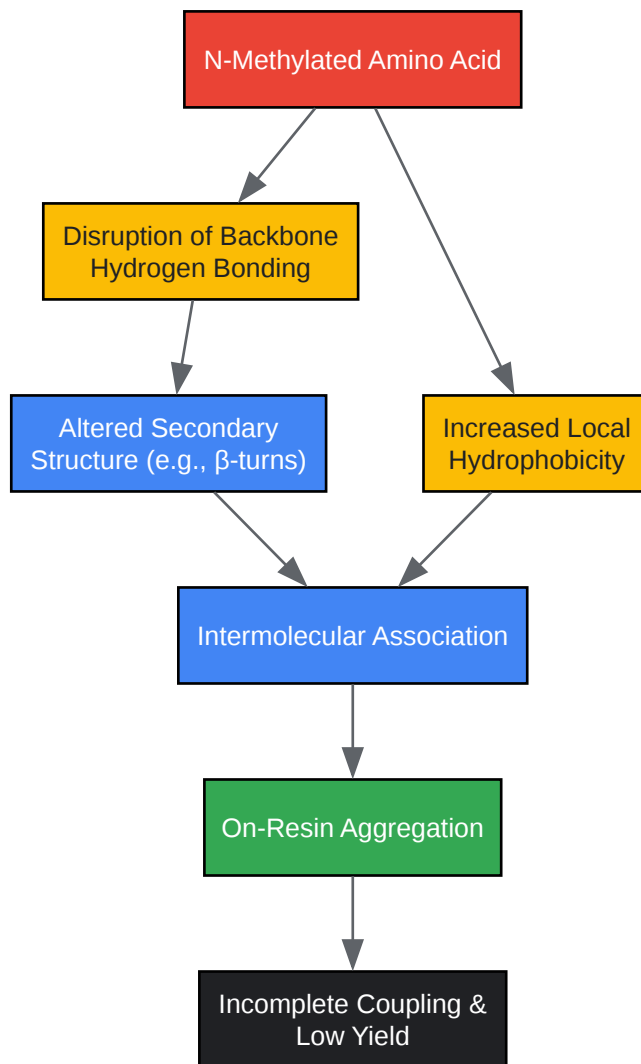 N-Methylated Amino Acid
Disruption of Backbone
Hydrogen Bonding
Altered Secondary
Structure (e.g., β-turns)
Increased Local
Hydrophobicity
Intermolecular Association
On-Resin Aggregation
Incomplete Coupling &
Low Yield